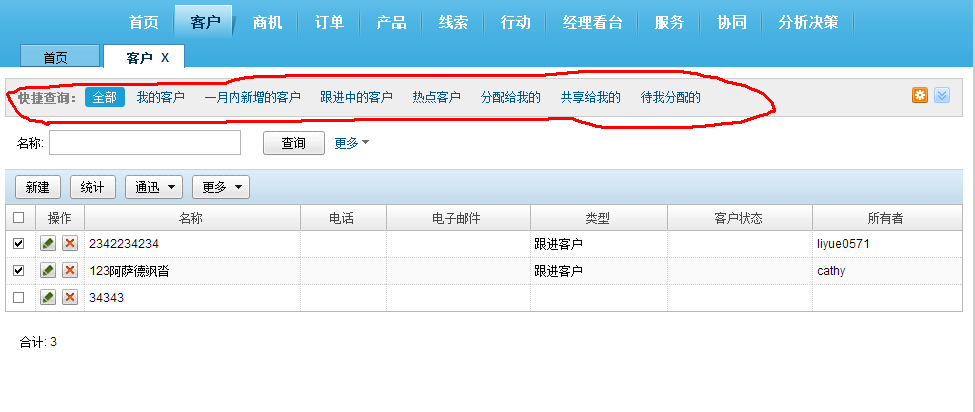 首页 客户 商机 订单 产品 线索 行动 经理看台 服务 协同 分析决策
首页 客户 X
快捷查询: 全部 我的客户 一月内新增的客户 跟进中的客户 热点客户 分配给我的 共享给我的 待我分配的
名称: 查询 更多
新建 统计 通迅 更多
操作 名称 电话 电子邮件 类型 客户状态 所有者
2342234234 跟进客户 liyue0571
123阿萨德飒沓 跟进客户 cathy
34343
合计: 3